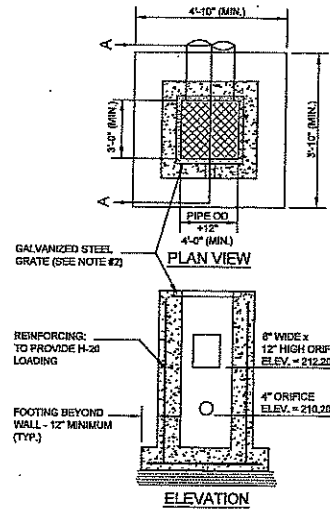 4'-10" (MIN.)
A
3'-0" (MIN.)
3'-10" (MIN.)
A
PIPE OD
+12"
4'-0" (MIN.)
GALVANIZED STEEL
GRATE (SEE NOTE #2)
PLAN VIEW
REINFORCING:
TO PROVIDE H-20
LOADING
WIDE x
12" HIGH ORIF
ELEV. = 212.20
FOOTING BEYOND
WALL - 12" MINIMUM
(TYP.)
4" ORIFICE
ELEV. = 210.20
ELEVATION